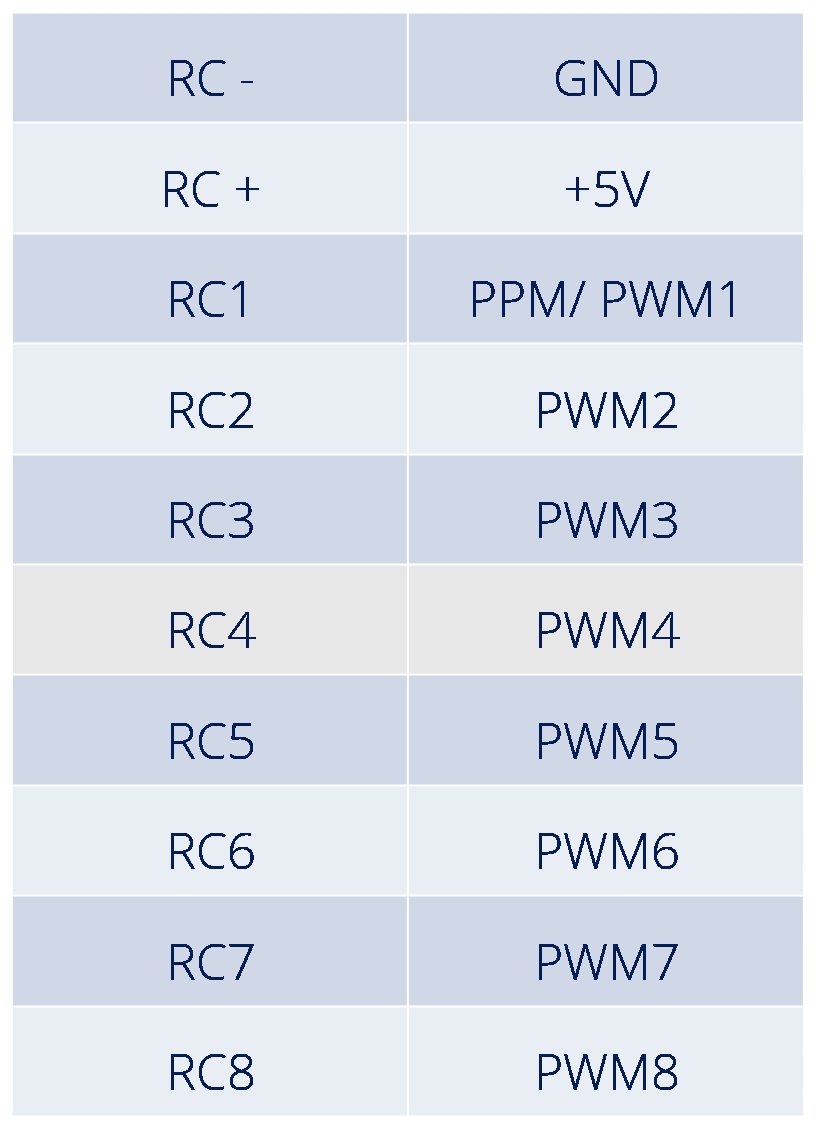 RC - GND
RC + +5V
RC1 PPM/ PWM1
RC2 PWM2
RC3 PWM3
RC4 PWM4
RC5 PWM5
RC6 PWM6
RC7 PWM7
RC8 PWM8